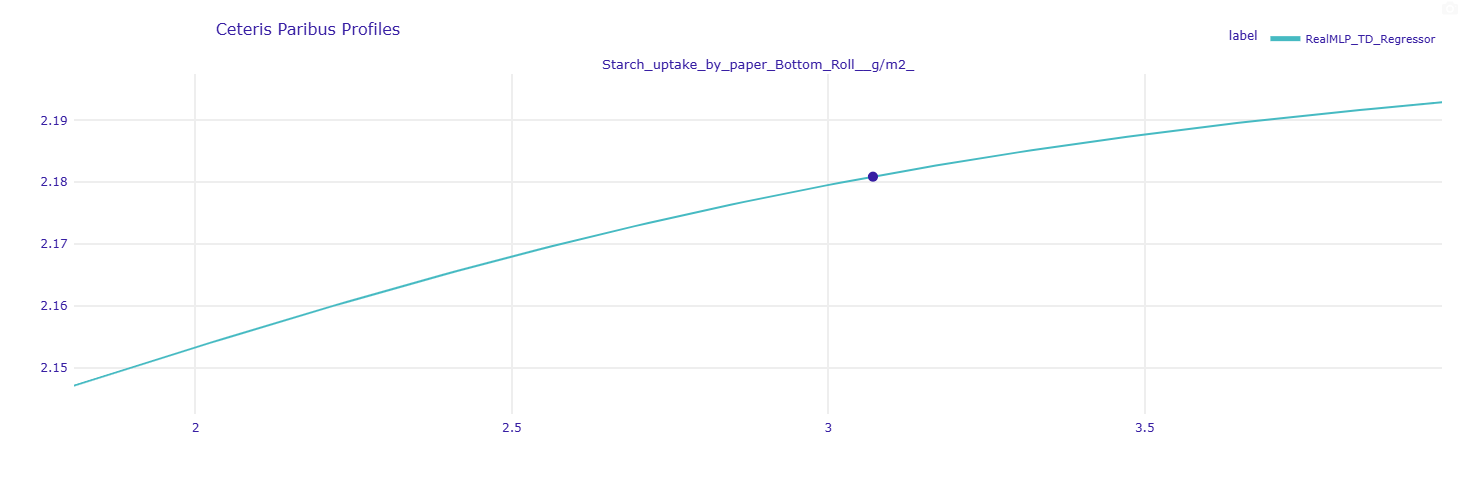 Ceteris Paribus Profiles
label
RealMLP_TD_Regressor
Starch_uptake_by_paper_Bottom_Roll__g/m2_
2.19
2.18
2.17
2.16
2.15
2
2.5
3
3.5